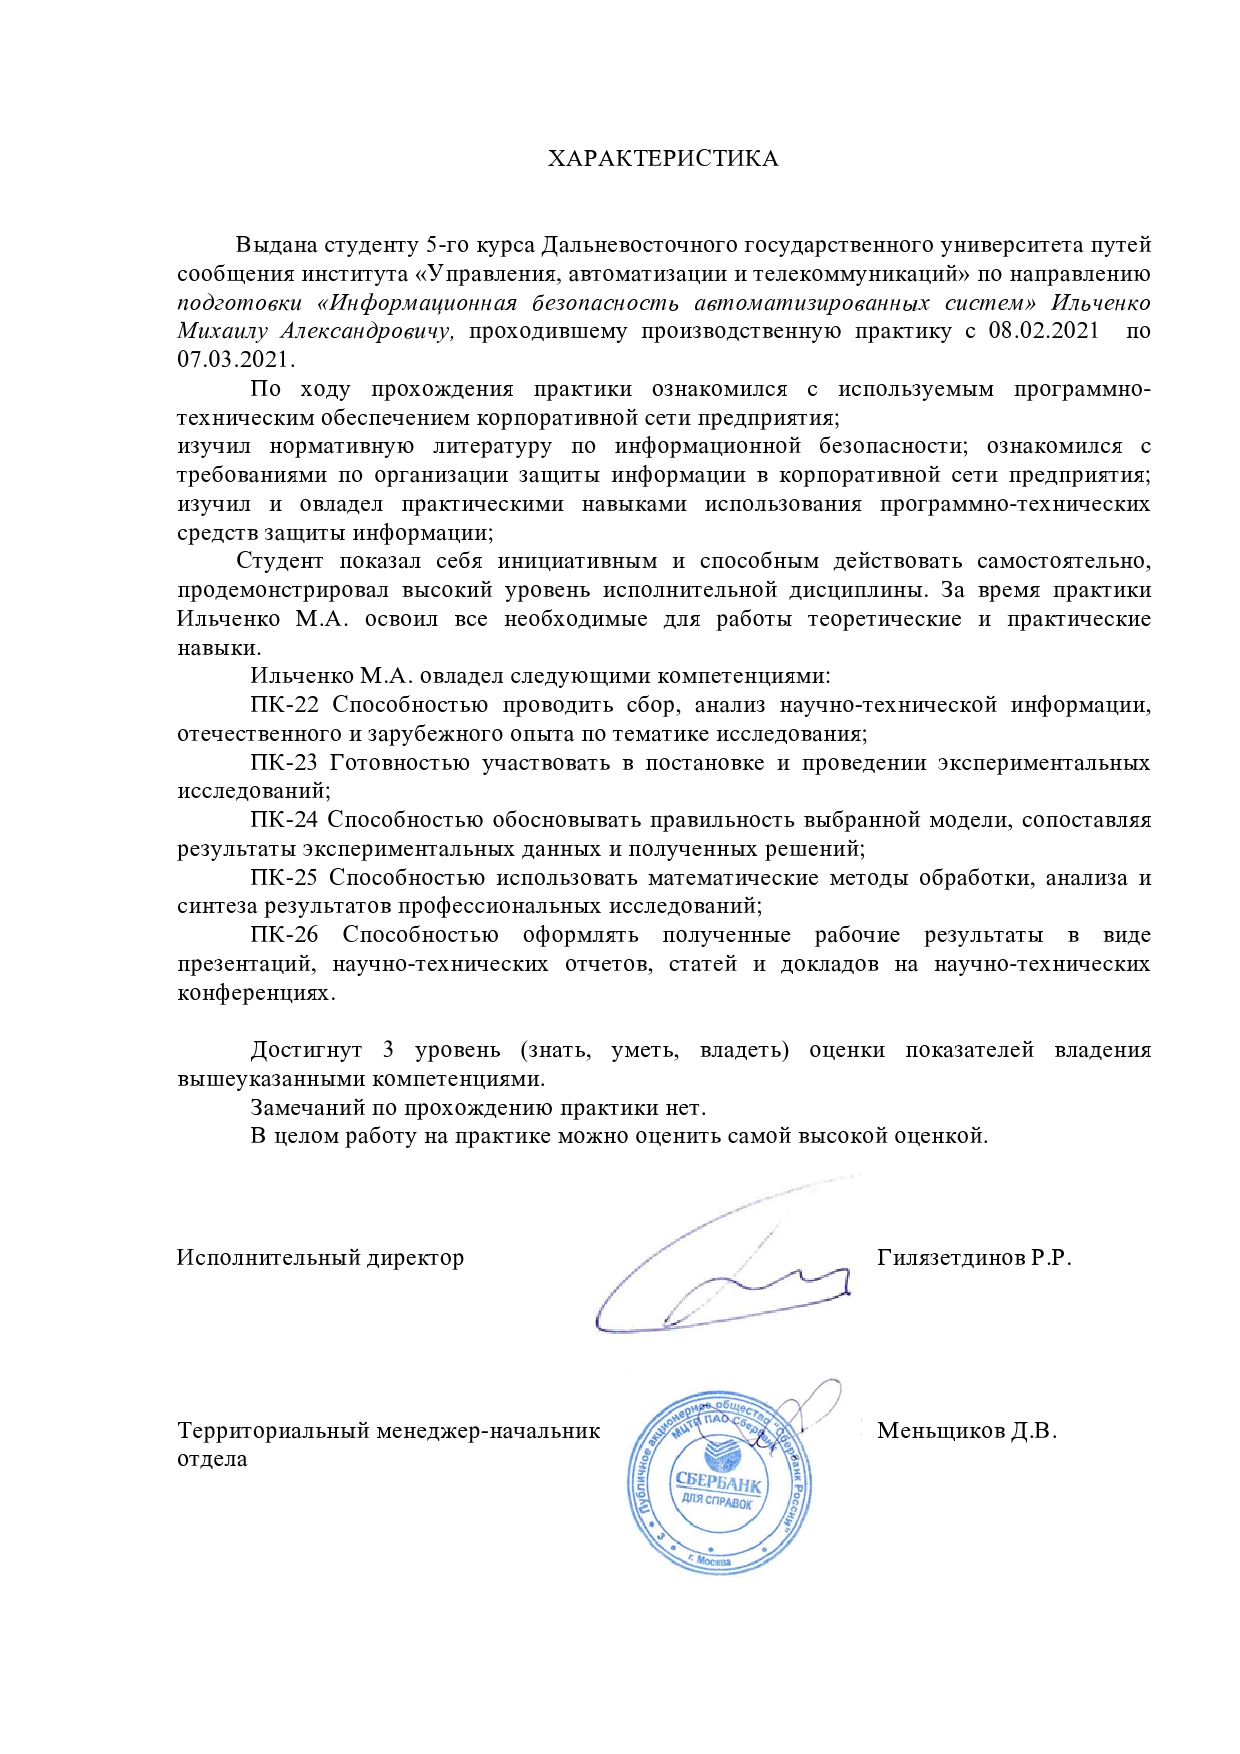 ХАРАКТЕРИСТИКА
Выдана студенту 5-го курса Дальневосточного государственного университета путей
сообщения института «Управления, автоматизации и телекоммуникаций» по направлению
подготовки «Информационная безопасность автоматизированных систем» Ильченко
Михаилу Александровичу, проходившему производственную практику с 08.02.2021 по
07.03.2021.
По ходу прохождения практики ознакомился с используемым программно-
техническим обеспечением корпоративной сети предприятия;
изучил нормативную литературу по информационной безопасности; ознакомился с
требованиями по организации защиты информации в корпоративной сети предприятия;
изучил и овладел практическими навыками использования программно-технических
средств защиты информации;
Студент показал себя инициативным и способным действовать самостоятельно,
продемонстрировал высокий уровень исполнительной дисциплины. За время практики
Ильченко М.А. освоил все необходимые для работы теоретические и практические
навыки.
Ильченко М.А. овладел следующими компетенциями:
ПК-22 Способностью проводить сбор, анализ научно-технической информации,
отечественного и зарубежного опыта по тематике исследования;
ПК-23 Готовностью участвовать в постановке и проведении экспериментальных
исследований;
ПК-24 Способностью обосновывать правильность выбранной модели, сопоставляя
результаты экспериментальных данных и полученных решений;
ПК-25 Способностью использовать математические методы обработки, анализа и
синтеза результатов профессиональных исследований;
ПК-26 Способностью оформлять полученные рабочие результаты в виде
презентаций, научно-технических отчетов, статей и докладов на научно-технических
конференциях.
Достигнут 3 уровень (знать, уметь, владеть) оценки показателей владения
вышеуказанными компетенциями.
Замечаний по прохождению практики нет.
В целом работу на практике можно оценить самой высокой оценкой.
Исполнительный директор Гилязетдинов Р.Р.
Территориальный менеджер-начальник Меньщиков Д.В.
отдела
Публичное акционерное общество "Сбербанк России"
МЦТП ПАО Сбербанк
СБЕРБАНК
ДЛЯ СПРАВОК
3
г. Москва